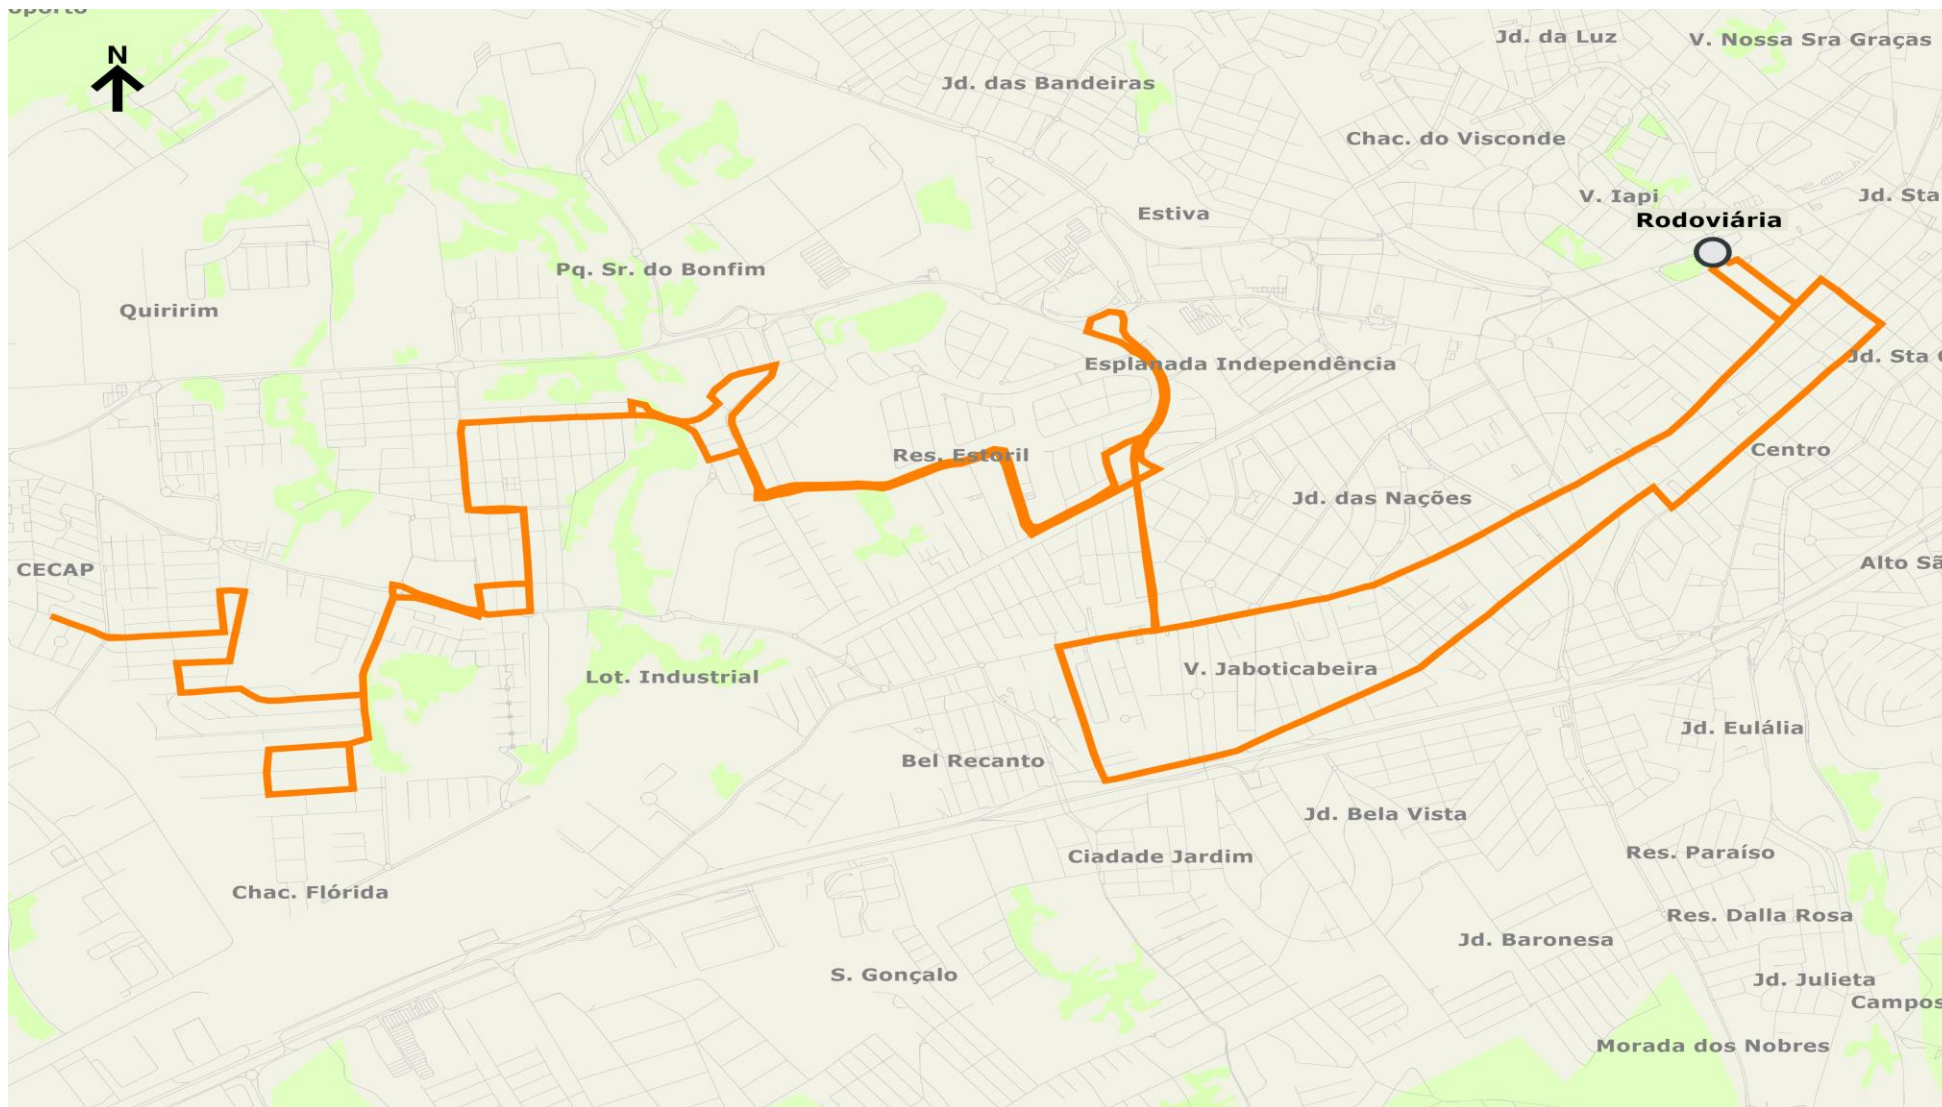 oporto
N
Jd. da Luz
V. Nossa Sra Graças
Jd. das Bandeiras
Chac. do Visconde
V. Iapi
Jd. Sta
Estiva
Rodoviária
Pq. Sr. do Bonfim
Quiririm
Esplanada Independência
Jd. Sta
Res. Estoril
Centro
Jd. das Nações
CECAP
Alto Sã
Lot. Industrial
V. Jaboticabeira
Jd. Eulália
Bel Recanto
Jd. Bela Vista
Ciadade Jardim
Res. Paraíso
Chac. Flórida
Res. Dalla Rosa
Jd. Baronesa
S. Gonçalo
Jd. Julieta
Campos
Morada dos Nobres